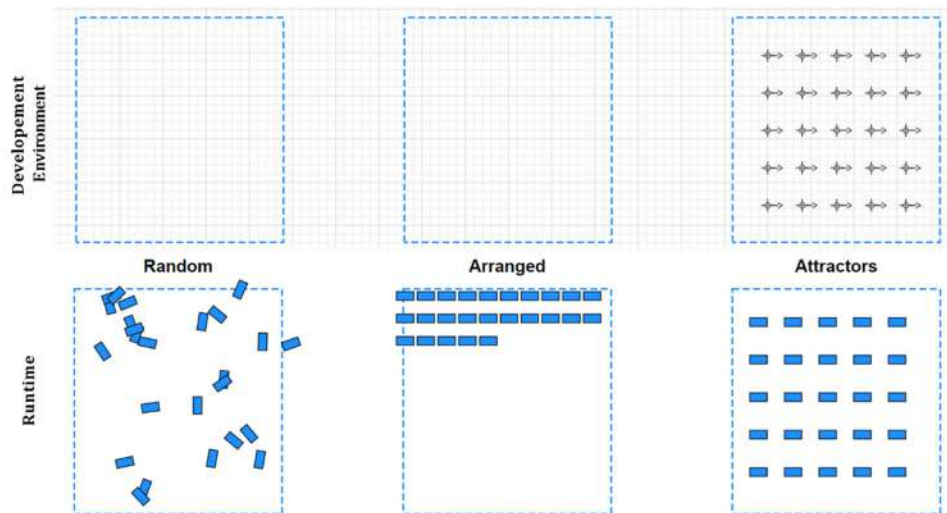 Developement
Environment
Random
Arranged
Attractors
Runtime